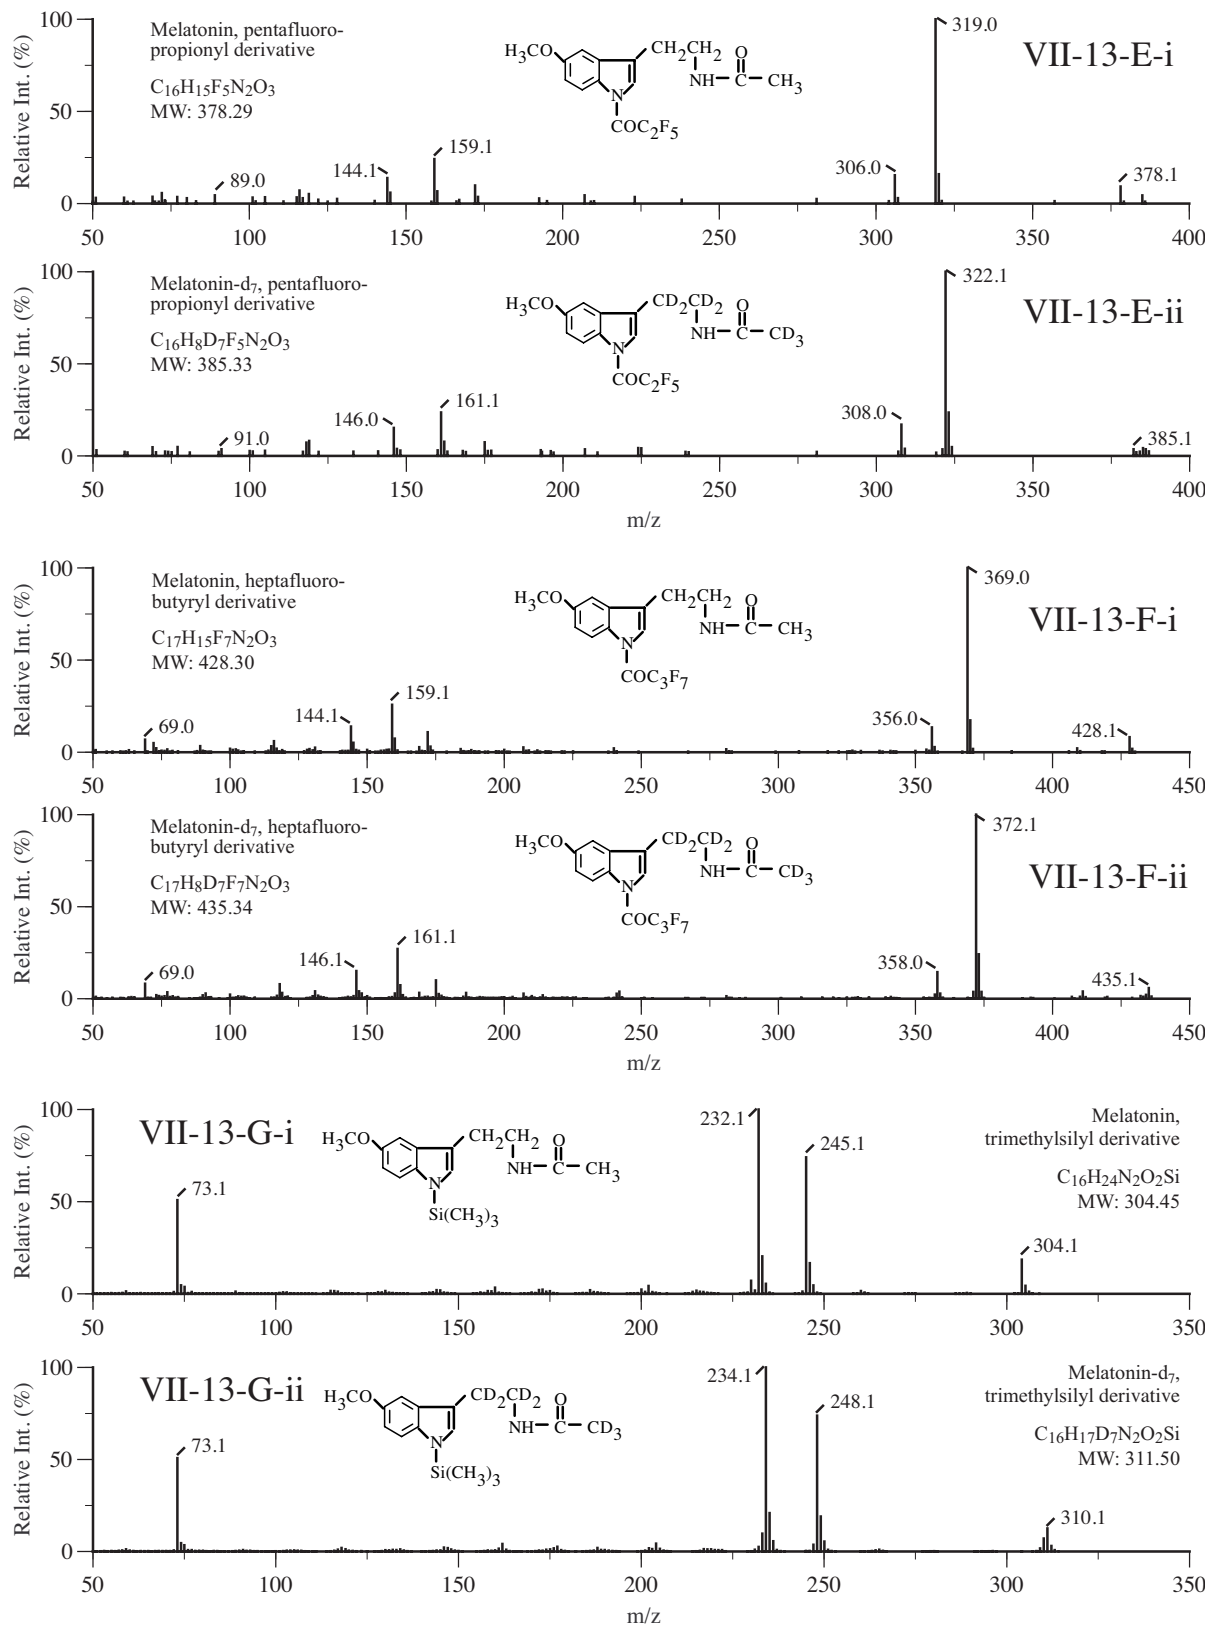 Relative Int. (%)
100
50
0
Melatonin, pentafluoro-
propionyl derivative
C16H15F5N2O3
MW: 378.29
H3CO
CH2CH2
NH
C
O
CH3
N
COC2F5
VII-13-E-i
89.0
144.1
159.1
306.0
319.0
378.1
50 100 150 200 250 300 350 400
Relative Int. (%)
100
50
0
Melatonin-d7, pentafluoro-
propionyl derivative
C16H8D7F5N2O3
MW: 385.33
H3CO
CD2CD2
NH
C
O
CD3
N
COC2F5
VII-13-E-ii
91.0
146.0
161.1
308.0
322.1
385.1
50 100 150 200 250 300 350 400
m/z
Relative Int. (%)
100
50
0
Melatonin, heptafluoro-
butyryl derivative
C17H15F7N2O3
MW: 428.30
H3CO
CH2CH2
NH
C
O
CH3
N
COC3F7
VII-13-F-i
69.0
144.1
159.1
356.0
369.0
428.1
50 100 150 200 250 300 350 400 450
Relative Int. (%)
100
50
0
Melatonin-d7, heptafluoro-
butyryl derivative
C17H8D7F7N2O3
MW: 435.34
H3CO
CD2CD2
NH
C
O
CD3
N
COC3F7
VII-13-F-ii
69.0
146.1
161.1
358.0
372.1
435.1
50 100 150 200 250 300 350 400 450
m/z
Relative Int. (%)
100
50
0
VII-13-G-i
H3CO
CH2CH2
NH
C
O
CH3
N
Si(CH3)3
Melatonin,
trimethylsilyl derivative
C16H24N2O2Si
MW: 304.45
73.1
232.1
245.1
304.1
50 100 150 200 250 300 350
Relative Int. (%)
100
50
0
VII-13-G-ii
H3CO
CD2CD2
NH
C
O
CD3
N
Si(CH3)3
Melatonin-d7,
trimethylsilyl derivative
C16H17D7N2O2Si
MW: 311.50
73.1
234.1
248.1
310.1
50 100 150 200 250 300 350
m/z